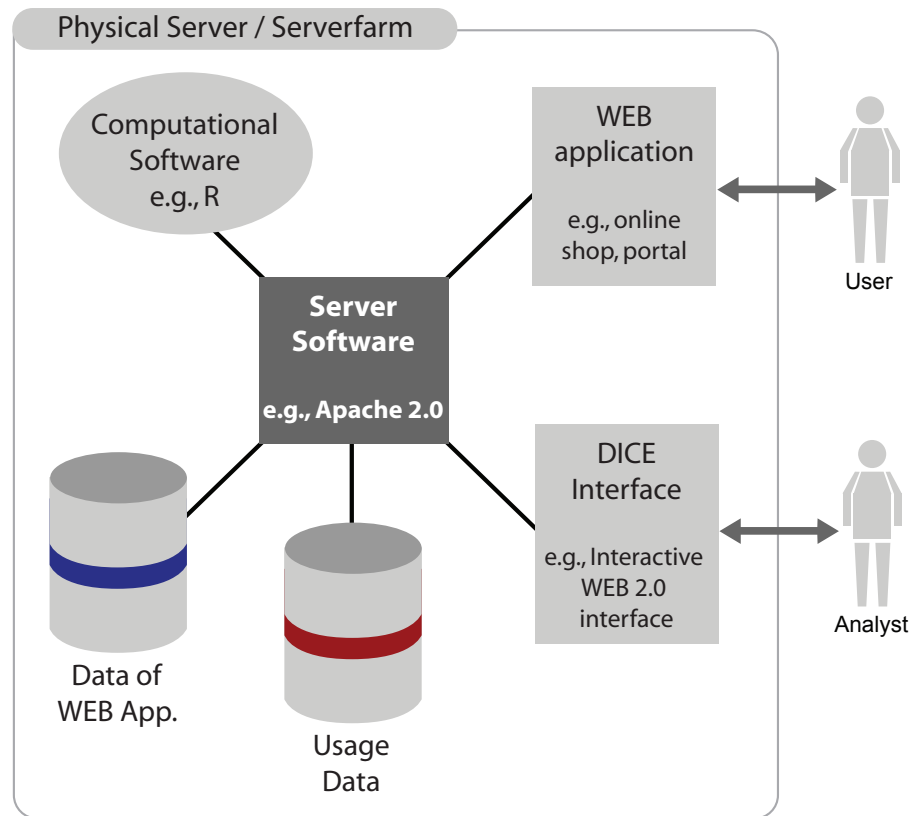 Physical Server / Serverfarm
Computational
Software
e.g., R
WEB
application
e.g., online
shop, portal
User
Server
Software
e.g., Apache 2.0
DICE
Interface
e.g., Interactive
WEB 2.0
interface
Analyst
Data of
WEB App.
Usage
Data